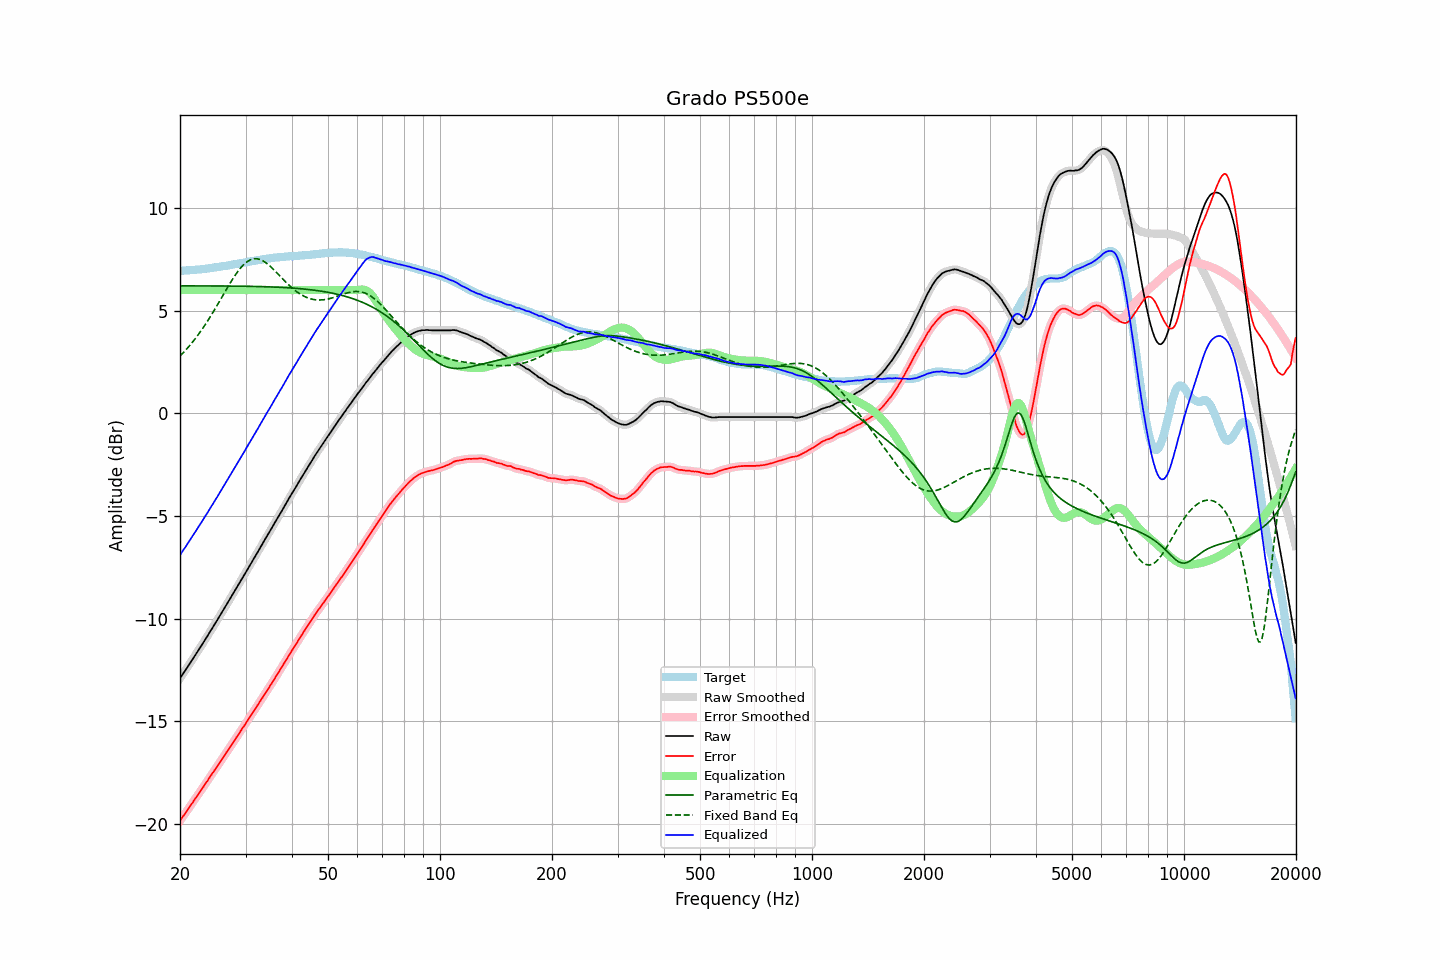 Grado PS500e
Amplitude (dBr)
10
5
0
−5
−10
−15
−20
Target
Raw Smoothed
Error Smoothed
Raw
Error
Equalization
Parametric Eq
Fixed Band Eq
Equalized
20 50 100 200 500 1000 2000 5000 10000 20000
Frequency (Hz)